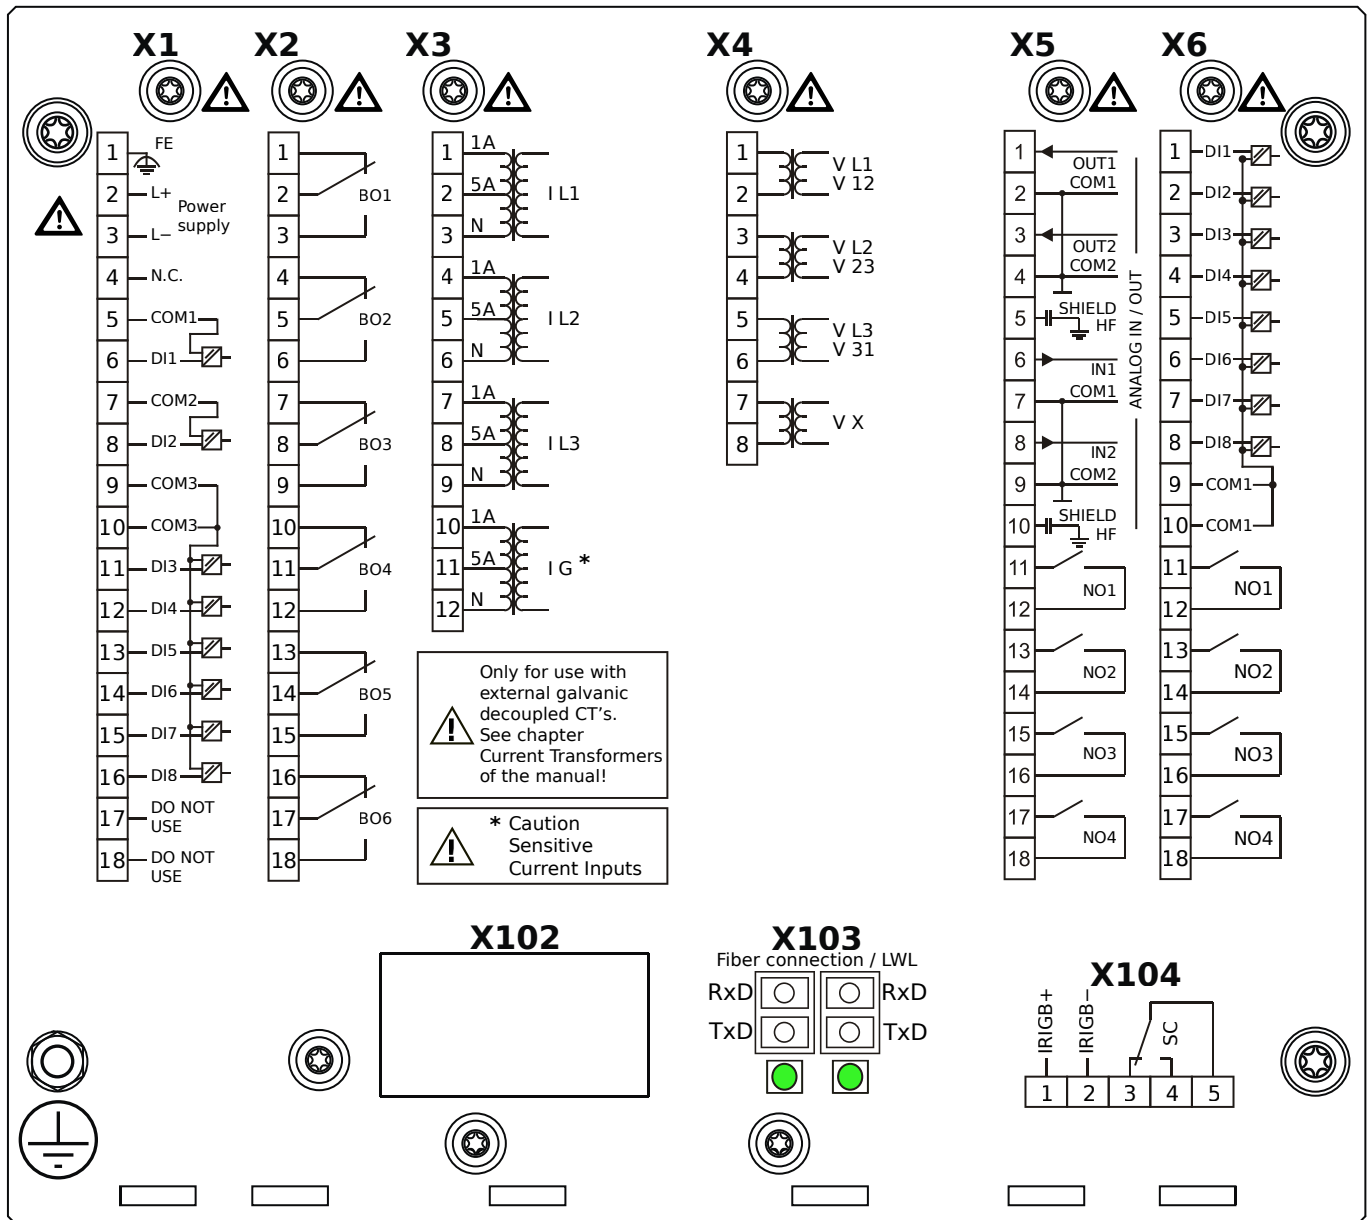 X1
X2
X3
X4
X5
X6
1 FE
2 L+
Power
supply
3 L−
4 N.C.
5 COM1
6 DI1
7 COM2
8 DI2
9 COM3
10 COM3
11 DI3
12 DI4
13 DI5
14 DI6
15 DI7
16 DI8
17 DO NOT
USE
18 DO NOT
USE
1
2 BO1
3
4
5 BO2
6
7
8 BO3
9
10
11 BO4
12
13
14 BO5
15
16
17 BO6
18
1 1A
2 5A I L1
3 N
4 1A
5 5A I L2
6 N
7 1A
8 5A I L3
9 N
10 1A
11 5A I G *
12 N
Only for use with
external galvanic
decoupled CT's.
See chapter
Current Transformers
of the manual!
* Caution
Sensitive
Current Inputs
1 V L1
2 V 12
3 V L2
4 V 23
5 V L3
6 V 31
7 V X
8
1 OUT1
2 COM1
3 OUT2
4 COM2
5 SHIELD
HF
6 IN1
7 COM1
8 IN2
9 COM2
10 SHIELD
HF
ANALOG IN / OUT
11 NO1
12
13 NO2
14
15 NO3
16
17 NO4
18
1 DI1
2 DI2
3 DI3
4 DI4
5 DI5
6 DI6
7 DI7
8 DI8
9 COM1
10 COM1
11 NO1
12
13 NO2
14
15 NO3
16
17 NO4
18
X102
X103
Fiber connection / LWL
RxD RxD
TxD TxD
X104
IRIGB+
IRIGB−
SC
1 2 3 4 5